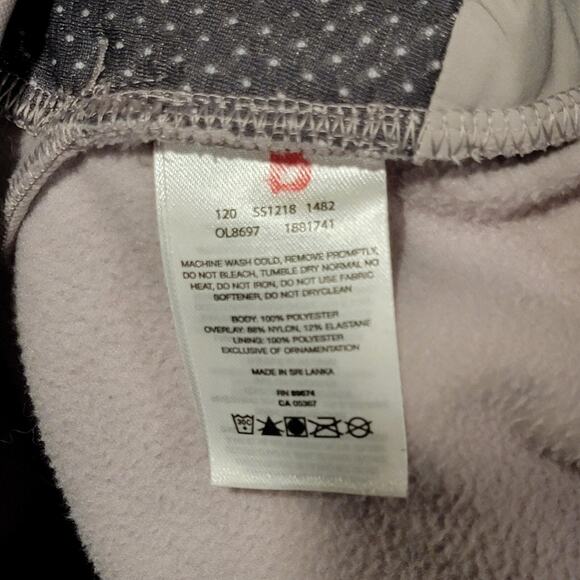 120 SS1218 1482
OL8697 1881741
MACHINE WASH COLD, REMOVE PROMPTLY,
DO NOT BLEACH, TUMBLE DRY NORMAL NO
HEAT, DO NOT IRON, DO NOT USE FABRIC
SOFTENER, DO NOT DRYCLEAN
BODY: 100% POLYESTER
OVERLAY: 88% NYLON, 12% ELASTANE
LINING: 100% POLYESTER
EXCLUSIVE OF ORNAMENTATION
MADE IN SRI LANKA
RN 89674
CA 05367
30C